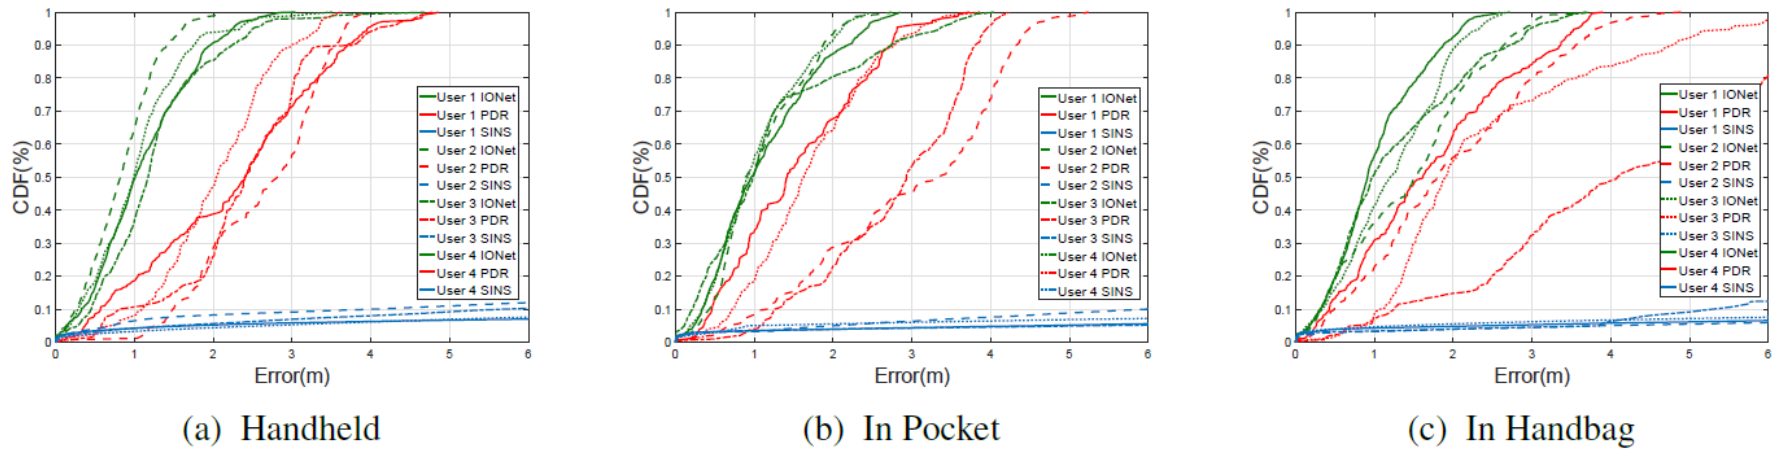 CDF(%)
1
0.9
0.8
0.7
0.6
0.5
0.4
0.3
0.2
0.1
0
User 1 IONet
User 1 PDR
User 1 SINS
User 2 IONet
User 2 PDR
User 2 SINS
User 3 IONet
User 3 PDR
User 3 SINS
User 4 IONet
User 4 PDR
User 4 SINS
0 1 2 3 4 5 6
Error(m)
(a) Handheld
CDF(%)
1
0.9
0.8
0.7
0.6
0.5
0.4
0.3
0.2
0.1
0
User 1 IONet
User 1 PDR
User 1 SINS
User 2 IONet
User 2 PDR
User 2 SINS
User 3 IONet
User 3 PDR
User 3 SINS
User 4 IONet
User 4 PDR
User 4 SINS
0 1 2 3 4 5 6
Error(m)
(b) In Pocket
CDF(%)
1
0.9
0.8
0.7
0.6
0.5
0.4
0.3
0.2
0.1
0
User 1 IONet
User 1 PDR
User 1 SINS
User 2 IONet
User 2 PDR
User 2 SINS
User 3 IONet
User 3 PDR
User 3 SINS
User 4 IONet
User 4 PDR
User 4 SINS
0 1 2 3 4 5 6
Error(m)
(c) In Handbag